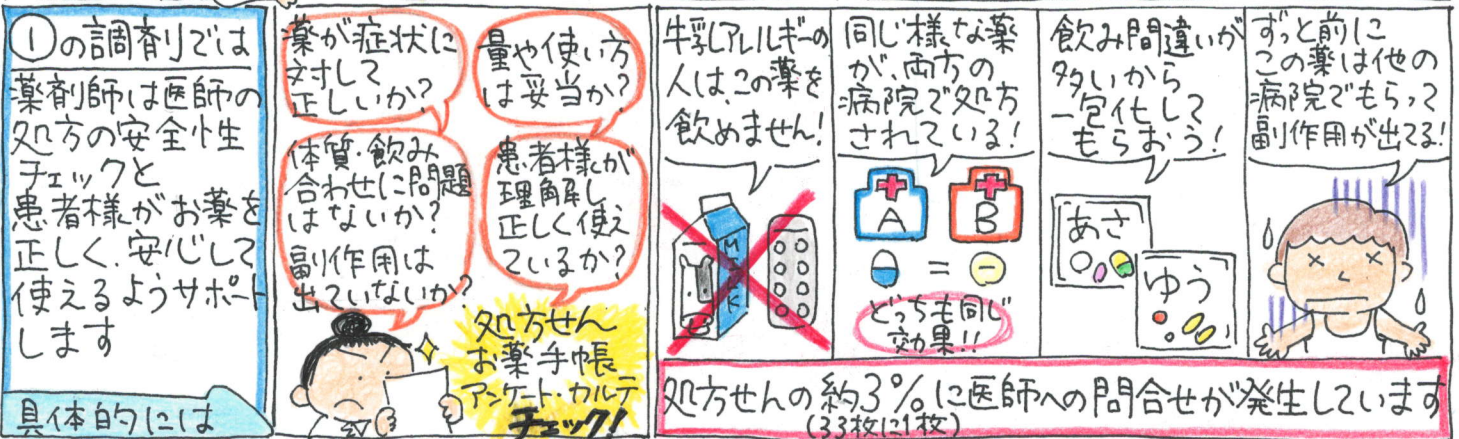 ①の調剤では
薬剤師は医師の
処方の安全性
チェックと
患者様がお薬を
正しく、安心して
使えるようサポート
します
具体的には
薬が症状に
対して
正しいか?
量や使い方
は妥当か?
体質・飲み
合わせに問題
はないか?
副作用は
出ていないか?
患者様が
理解し
正しく使え
ているか?
処方せん
お薬手帳
アンケート・カルテ
チェック!
牛乳アレルギーの
人は、この薬を
飲めません!
MILK
同じ様な薬
が、両方の
病院で処方
されている!
A
B
=
どっちも同じ
効果!!
飲み間違いが
多いから
一包化して
もらおう!
あさ
ゆう
ずっと前に
この薬は他の
病院でもらって
副作用が出てる!
処方せんの約3%に医師への問合せが発生しています
(33枚に1枚)